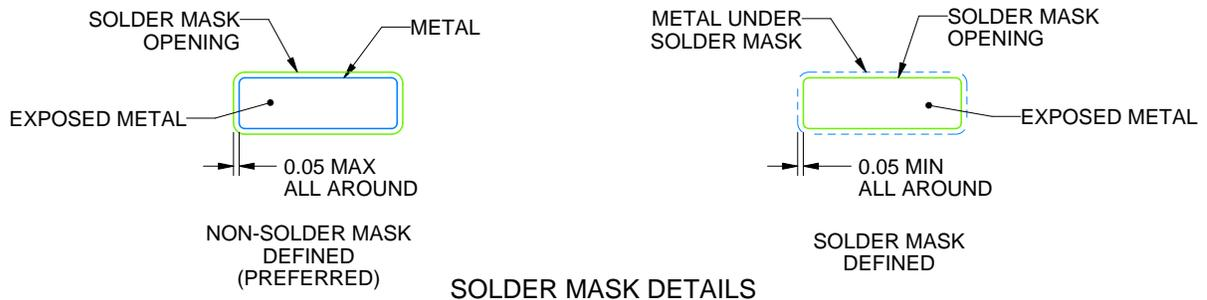 SOLDER MASK
OPENING
METAL
EXPOSED METAL
0.05 MAX
ALL AROUND
NON-SOLDER MASK
DEFINED
(PREFERRED)
METAL UNDER
SOLDER MASK
SOLDER MASK
OPENING
EXPOSED METAL
0.05 MIN
ALL AROUND
SOLDER MASK
DEFINED
SOLDER MASK DETAILS